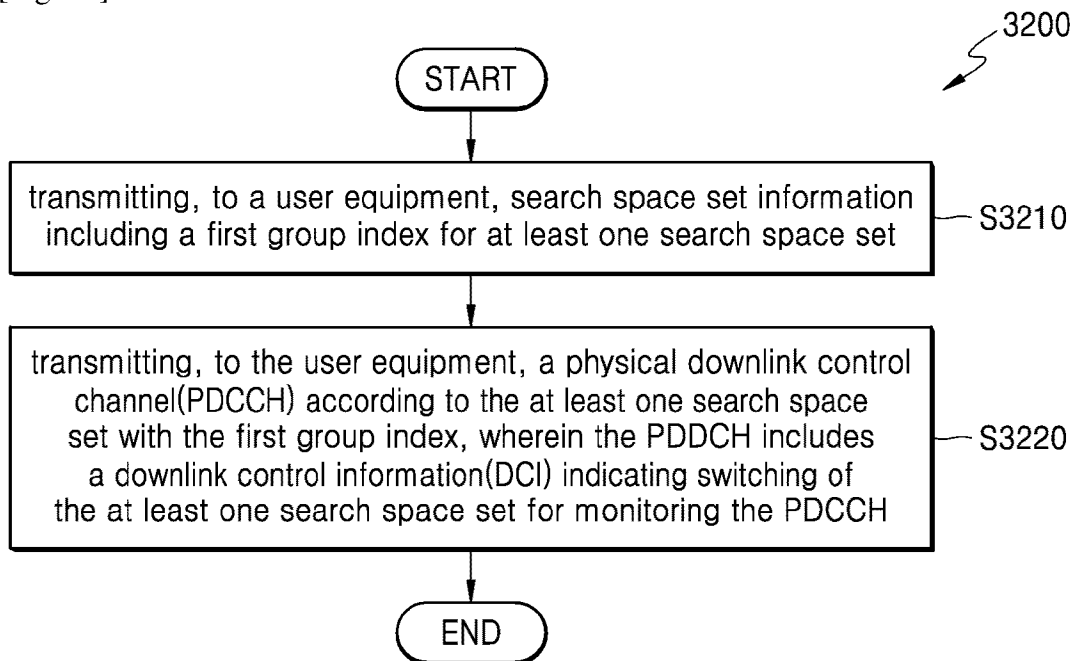 3200
START
transmitting, to a user equipment, search space set information
including a first group index for at least one search space set
S3210
transmitting, to the user equipment, a physical downlink control
channel(PDCCH) according to the at least one search space
set with the first group index, wherein the PDDCH includes
a downlink control information(DCI) indicating switching of
the at least one search space set for monitoring the PDCCH
S3220
END